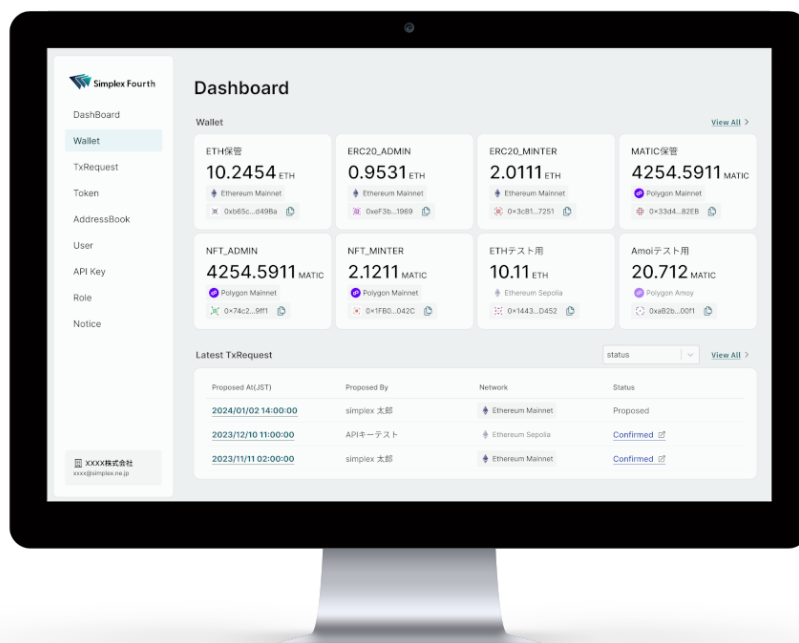 Simplex Fourth
DashBoard
Wallet
TxRequest
Token
AddressBook
User
API Key
Role
Notice
XXXX株式会社
xxxx@simplex.ne.jp
Dashboard
Wallet
View All >
ETH保管
10.2454 ETH
Ethereum Mainnet
0xb65c...d49Ba
ERC20_ADMIN
0.9531 ETH
Ethereum Mainnet
0xeF3b...1969
ERC20_MINTER
2.0111 ETH
Ethereum Mainnet
0×3cB1...7251
MATIC保管
4254.5911 MATIC
Polygon Mainnet
0×33d4...82EB
NFT_ADMIN
4254.5911 MATIC
Polygon Mainnet
0×74c2...9ff1
NFT_MINTER
2.1211 MATIC
Polygon Mainnet
0×1FB0...042C
ETHテスト用
10.11 ETH
Ethereum Sepolia
0×1443...D452
Amoiテスト用
20.712 MATIC
Polygon Amoy
0xaB2b...00f1
Latest TxRequest
status
View All >
Proposed At(JST) Proposed By Network Status
2024/01/02 14:00:00 simplex 太郎 Ethereum Mainnet Proposed
2023/12/10 11:00:00 APIキーテスト Ethereum Sepolia Confirmed
2023/11/11 02:00:00 simplex 太郎 Ethereum Mainnet Confirmed